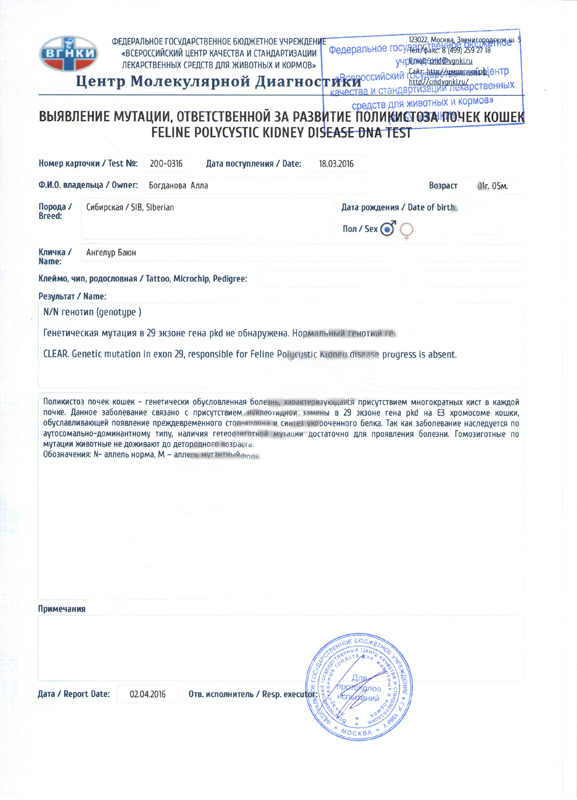 ВГНКИ
ФЕДЕРАЛЬНОЕ ГОСУДАРСТВЕННОЕ БЮДЖЕТНОЕ УЧРЕЖДЕНИЕ
«ВСЕРОССИЙСКИЙ ЦЕНТР КАЧЕСТВА И СТАНДАРТИЗАЦИИ
ЛЕКАРСТВЕННЫХ СРЕДСТВ ДЛЯ ЖИВОТНЫХ И КОРМОВ»
Центр Молекулярной Диагностики
123022, Москва, Звенигородское ш. 5
Тел/факс: 8 (499) 259 27 18
Email: cmd@vgnki.ru
http://cmdvgnki.ru/
Федеральное государственное бюджетное
учреждение
«Всероссийский государственный Центр
качества и стандартизации лекарственных
средств для животных и кормов»
ВЫЯВЛЕНИЕ МУТАЦИИ, ОТВЕТСТВЕННОЙ ЗА РАЗВИТИЕ ПОЛИКИСТОЗА ПОЧЕК КОШЕК
FELINE POLYCYSTIC KIDNEY DISEASE DNA TEST
Номер карточки / Test №: 200-0316 Дата поступления / Date: 18.03.2016
Ф.И.О. владельца / Owner: Богданова Алла Возраст 0lг. 05м.
Порода / Breed: Сибирская / SIB, Siberian Дата рождения / Date of birth
Пол / Sex
Кличка / Name: Ангелур Баюн
Клеймо, чип, родословная / Tattoo, Microchip, Pedigree:
Результат / Name:
N/N генотип (genotype )
Генетическая мутация в 29 экзоне гена pkd не обнаружена. Нормальный генотип
CLEAR. Genetic mutation in exon 29, responsible for Feline Polycystic Kidney disease progress is absent.
Поликистоз почек кошек - генетически обусловленная болезнь, характеризующаяся присутствием многократных кист в каждой
почке. Данное заболевание связано с присутствием нуклеотидной замены в 29 экзоне гена pkd на E3 хромосоме кошки,
обуславливающей появление преждевременного стоп-кодона и синтез укороченного белка. Так как заболевание наследуется по
аутосомально-доминантному типу, наличия гетерозиготной мутации достаточно для проявления болезни. Гомозиготные по
мутации животные не доживают до детородного возраста.
Обозначения: N- аллель норма, M – аллель мутантный
Примечания
Дата / Report Date: 02.04.2016 Отв. исполнитель / Resp. executor:
Для
протоколов
испытаний
МОСКВА